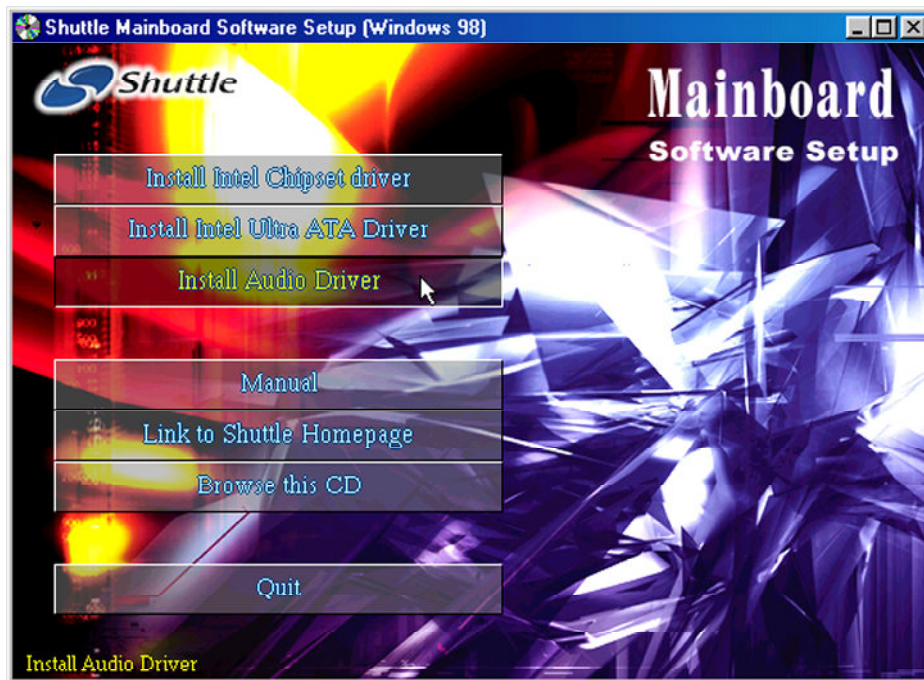 Shuttle Mainboard Software Setup (Windows 98)
Shuttle
Mainboard
Software Setup
Install Intel Chipset driver
Install Intel Ultra ATA Driver
Install Audio Driver
Manual
Link to Shuttle Homepage
Browse this CD
Quit
Install Audio Driver